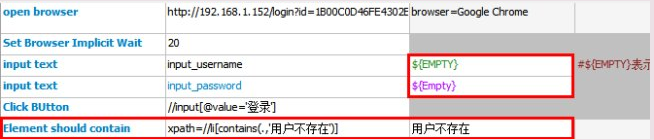 open browser http://192.168.1.152/login?id=1B00C0D46FE4302E browser=Google Chrome
Set Browser Implicit Wait 20
input text input_username ${EMPTY} #${EMPTY}表示
input text input_password ${Empty}
Click BUtton //input[@value='登录']
Element should contain xpath=//i[contains(.,'用户不存在')] 用户不存在